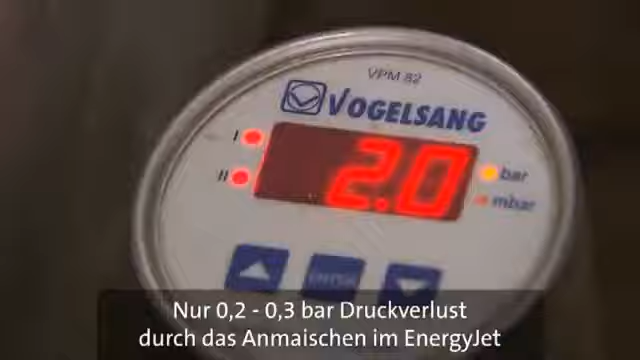 VPM 82
VOGELSANG
I
2.0
bar
II
mbar
ENTER
Nur 0,2 - 0,3 bar Druckverlust
durch das Anmaischen im EnergyJet